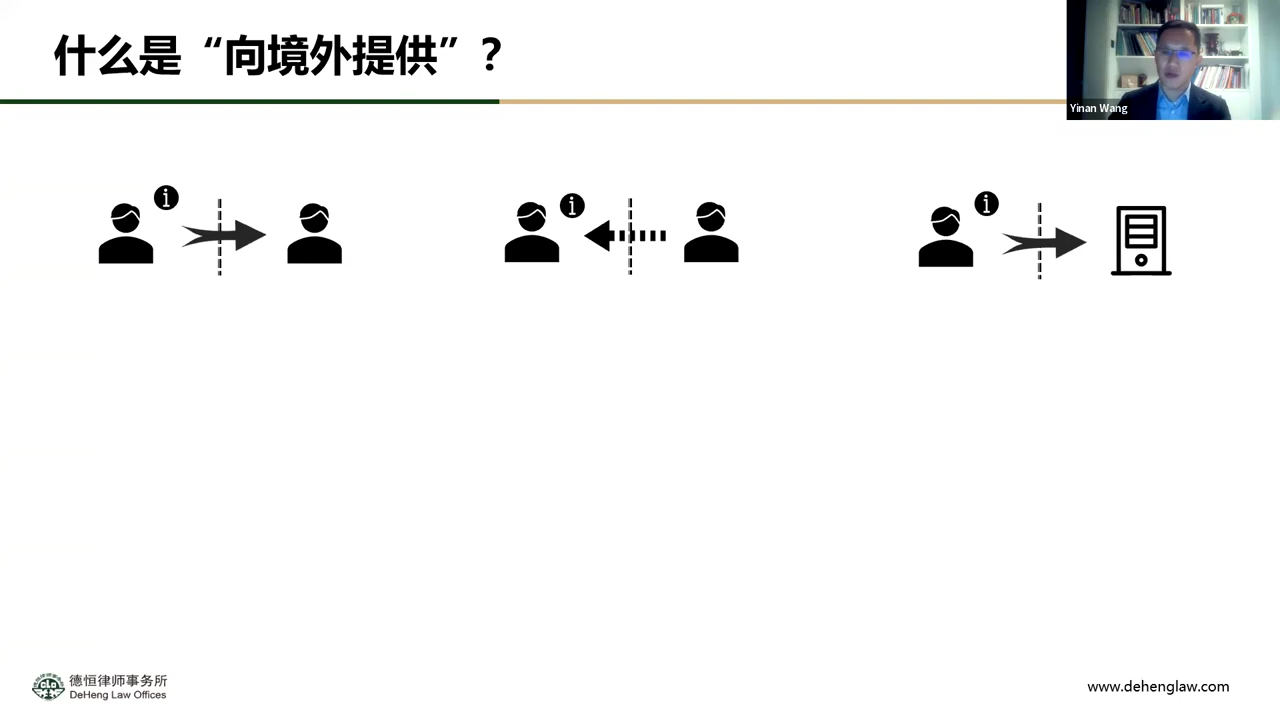 什么是“向境外提供”？
Yinan Wang
德恒律师事务所
DeHeng Law Offices
www.dehenglaw.com